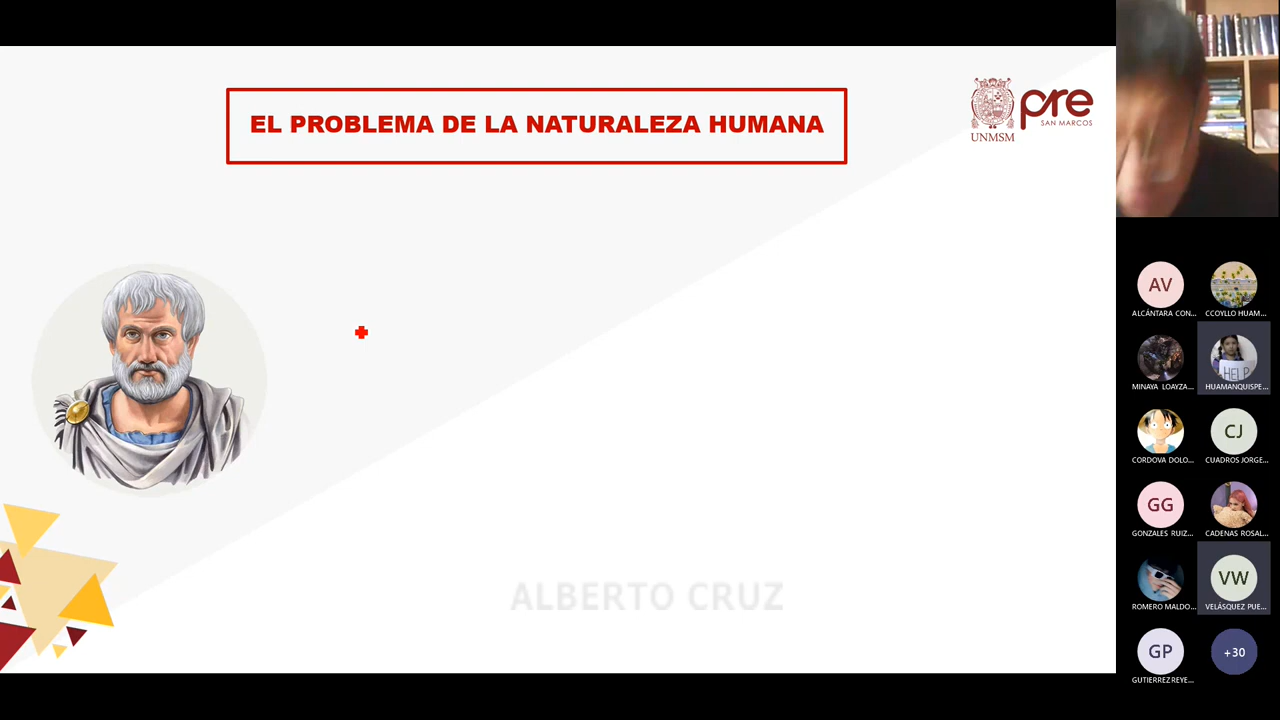 EL PROBLEMA DE LA NATURALEZA HUMANA
UNMSM
pre
SAN MARCOS
ALBERTO CRUZ
AV
ALCÁNTARA CON...
CCOYLLO HUAM...
MINAYA LOAYZA...
HELP
HUAMANQUISPE...
CORDOVA DOLO...
CJ
CUADROS JORGE...
GG
GONZALES RUIZ...
CADENAS ROSAL...
ROMERO MALDO...
VW
VELÁSQUEZ PUE...
GP
GUTIERREZ REYE...
+30